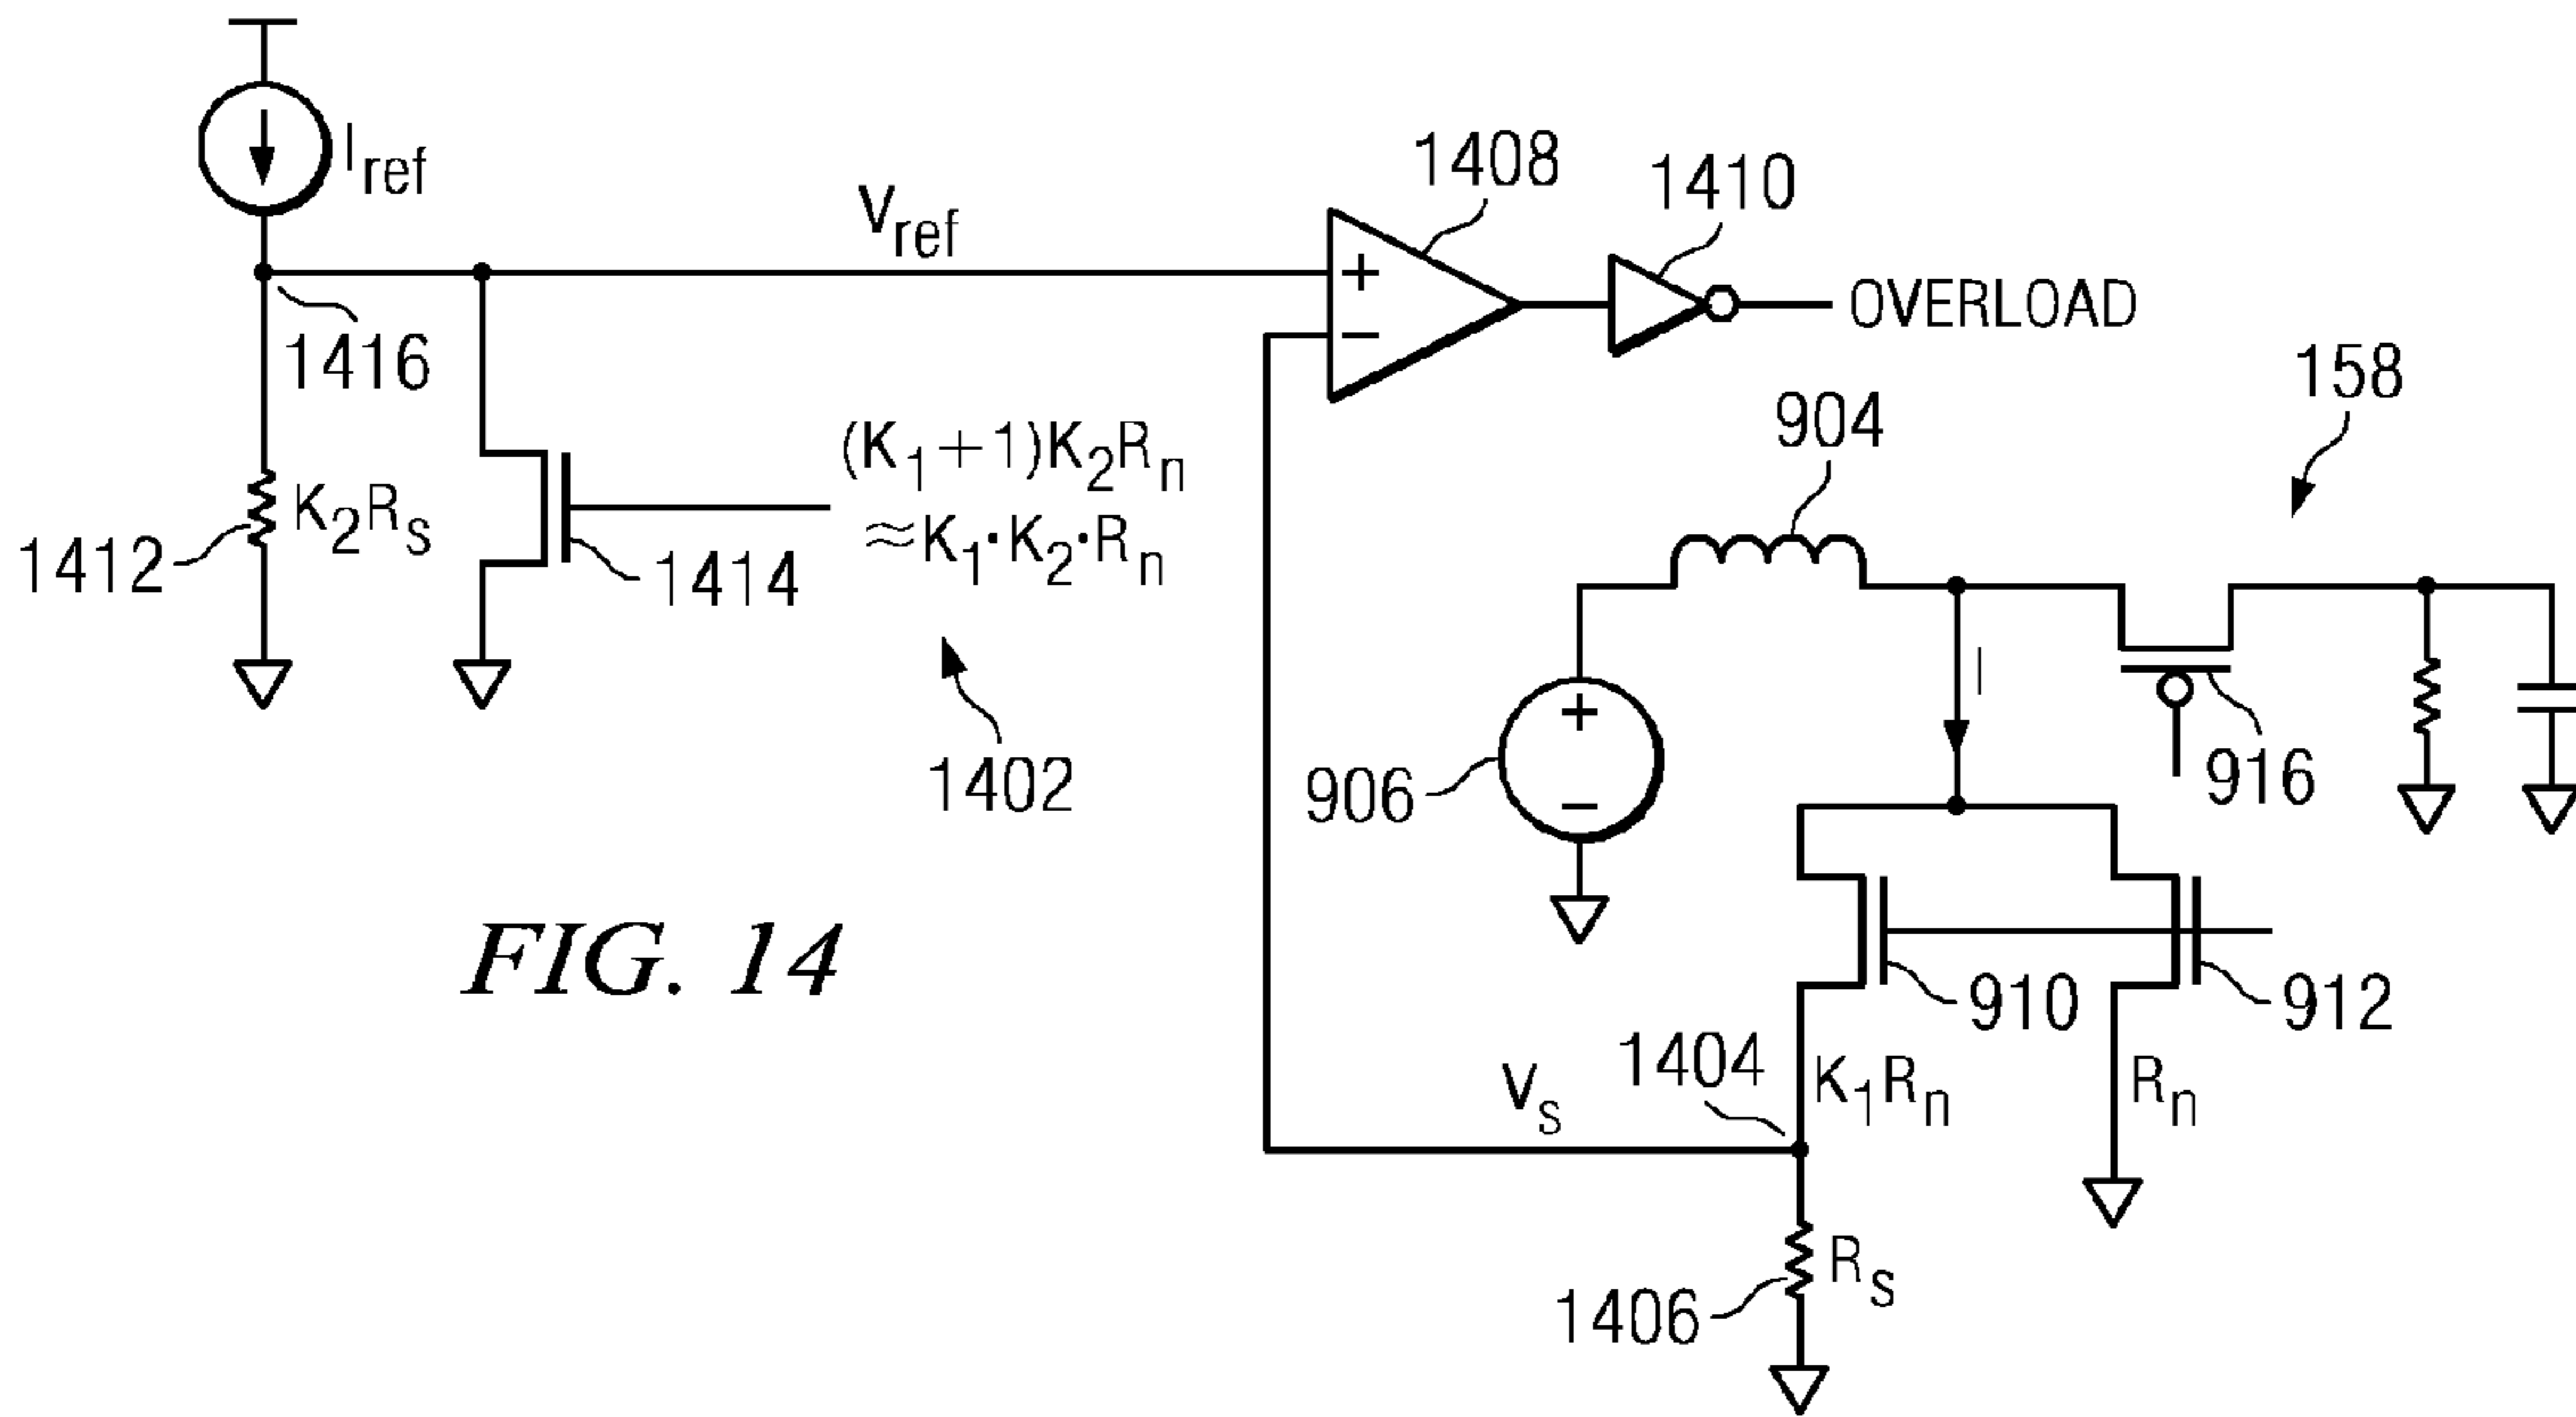 I_ref
V_ref
1408
1410
+
−
OVERLOAD
1416
158
904
(K_1+1)K_2R_n
≈K_1·K_2·R_n
K_2R_s
1412
1414
I
+
−
906
916
1402
FIG. 14
910
912
1404
K_1R_n
R_n
V_s
R_s
1406